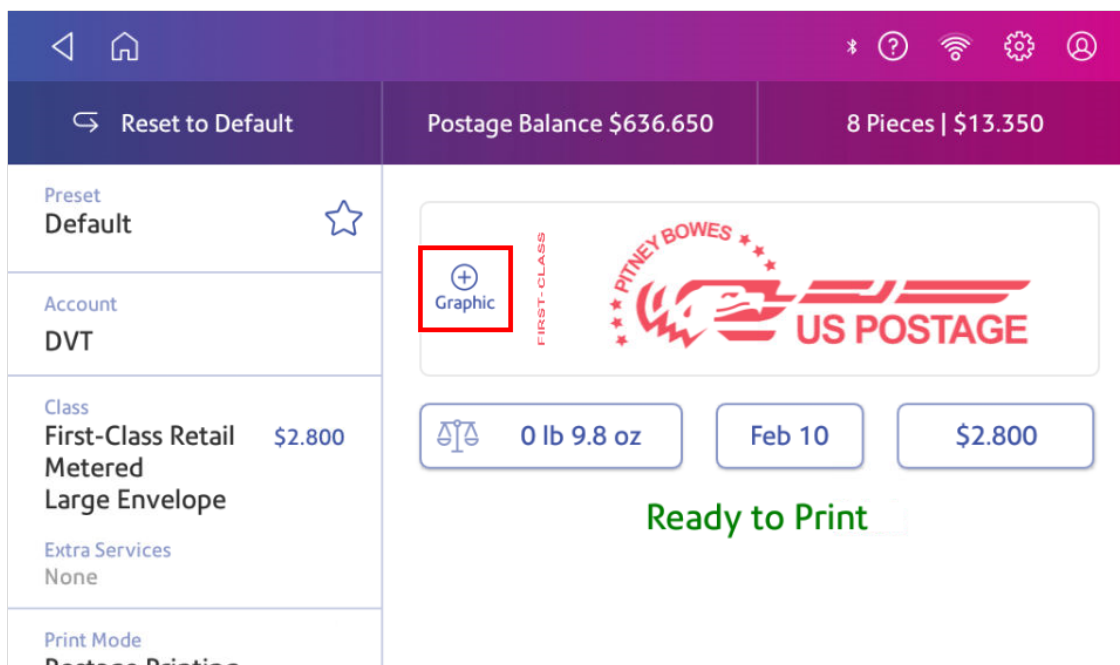 Reset to Default
Postage Balance $636.650
8 Pieces | $13.350
Preset
Default
Account
DVT
Class
First-Class Retail $2.800
Metered
Large Envelope
Extra Services
None
Print Mode
Postage Printing
Graphic
FIRST-CLASS
PITNEY BOWES
US POSTAGE
0 lb 9.8 oz
Feb 10
$2.800
Ready to Print